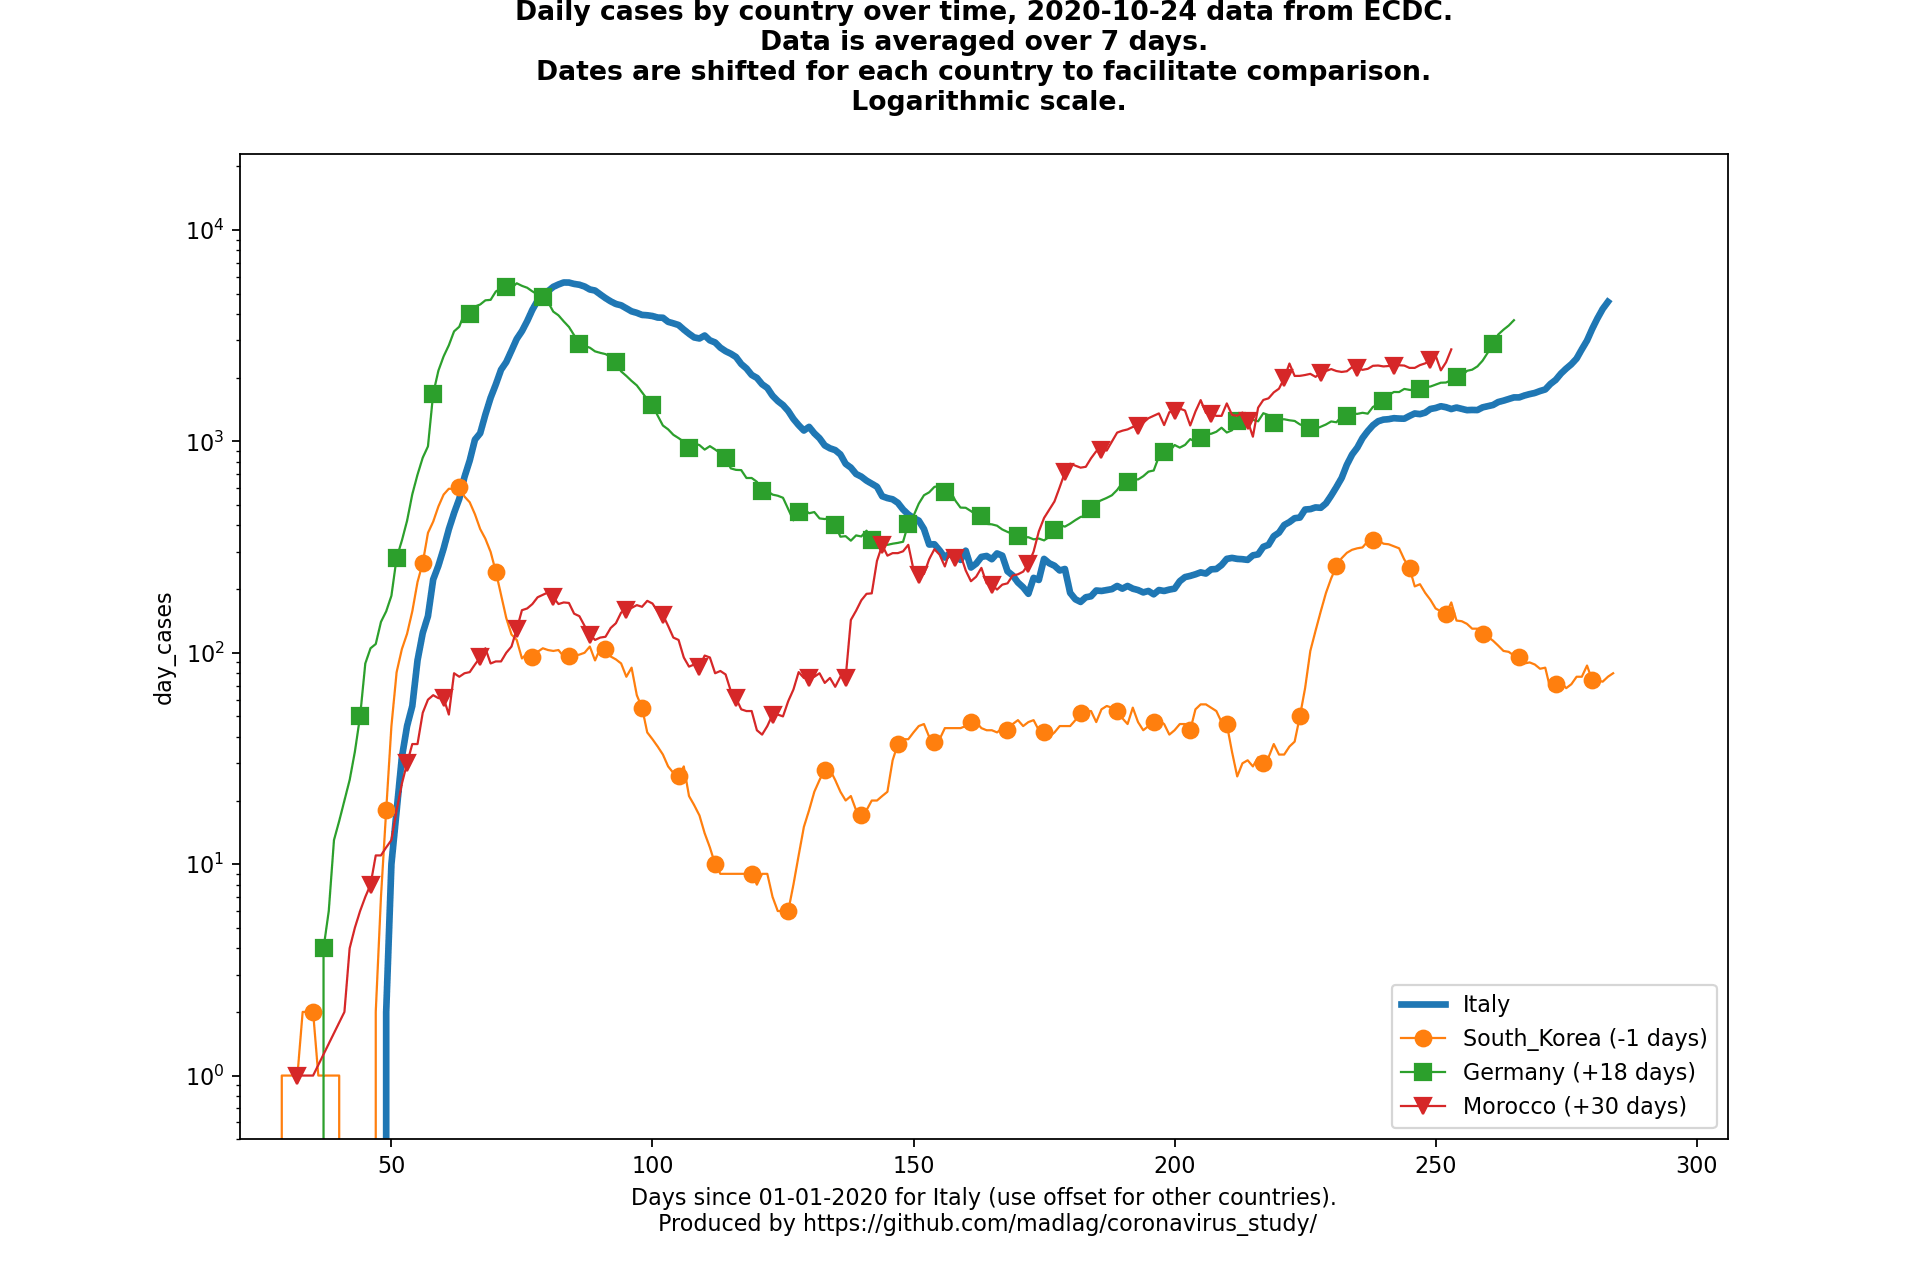 Daily cases by country over time, 2020-10-24 data from ECDC.
Data is averaged over 7 days.
Dates are shifted for each country to facilitate comparison.
Logarithmic scale.
day_cases
10^4
10^3
10^2
10^1
10^0
50 100 150 200 250 300
Italy
South_Korea (-1 days)
Germany (+18 days)
Morocco (+30 days)
Days since 01-01-2020 for Italy (use offset for other countries).
Produced by https://github.com/madlag/coronavirus_study/